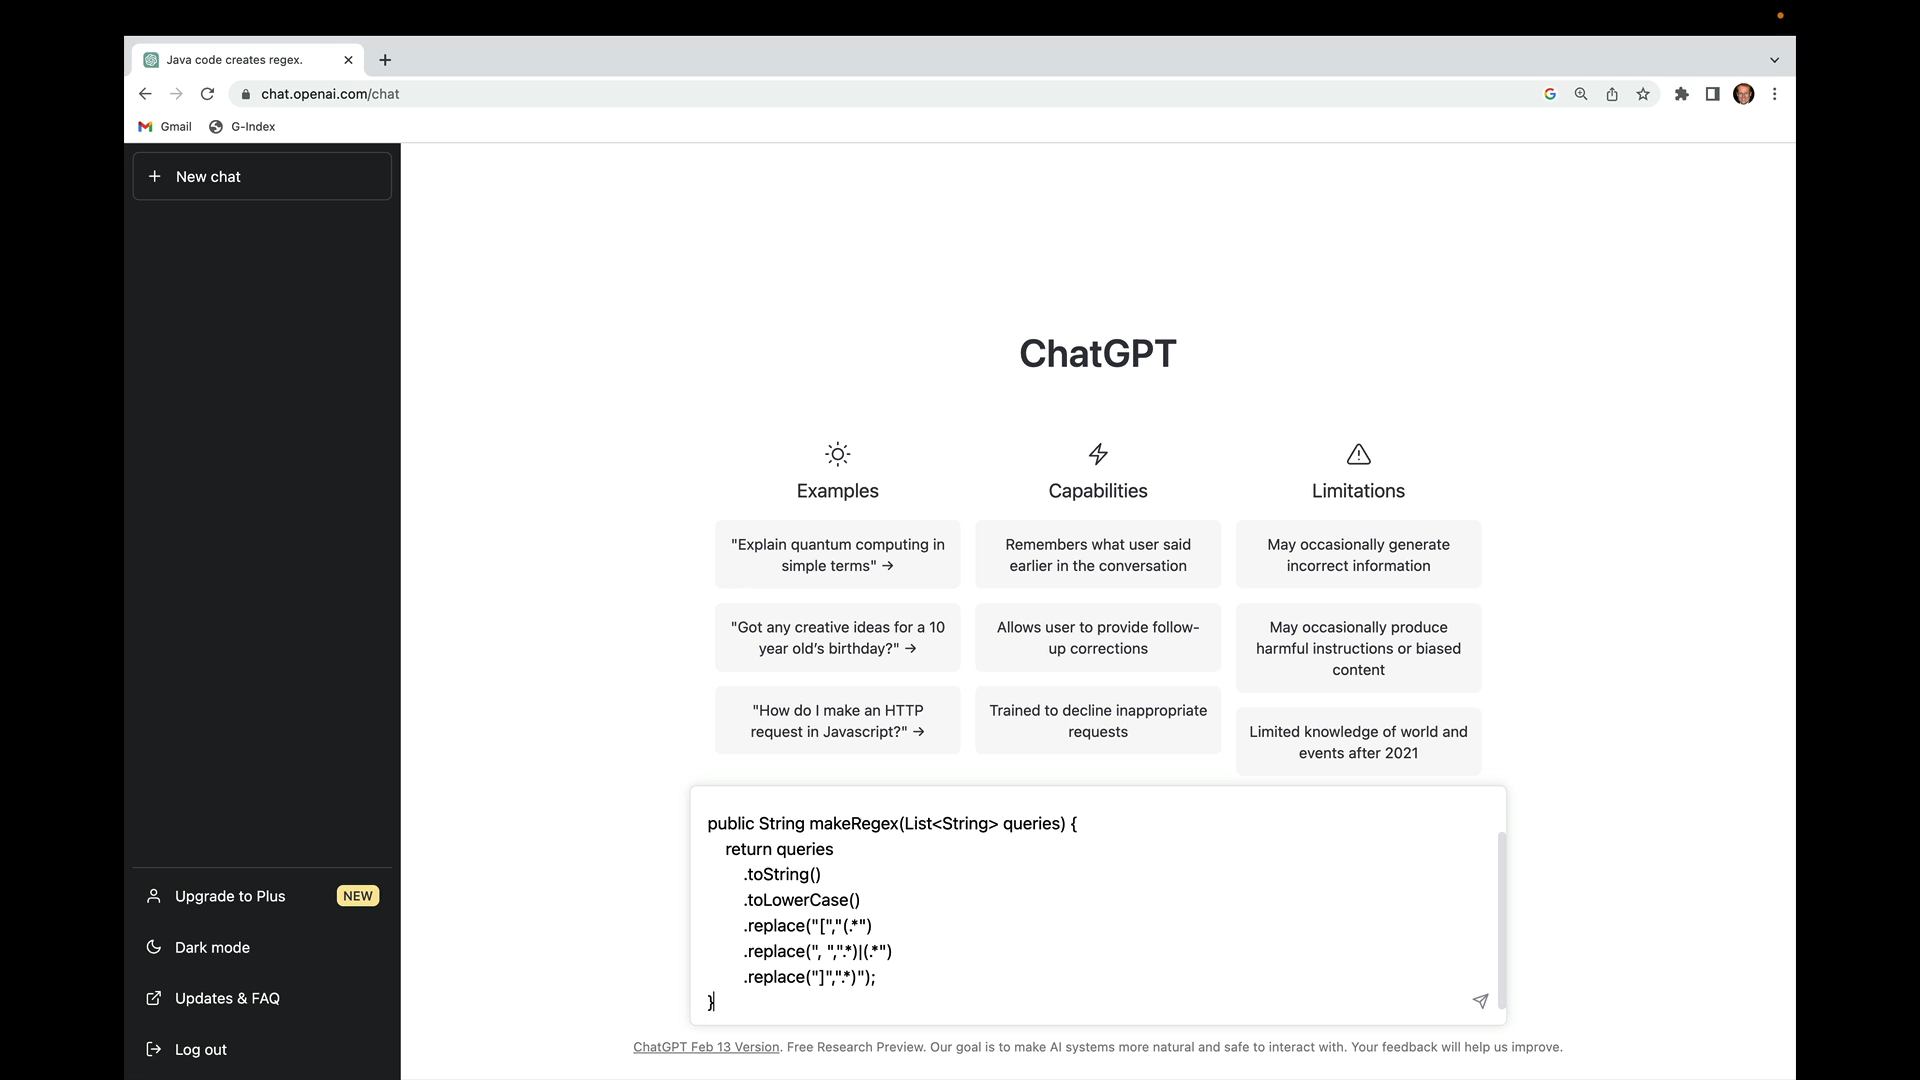 Java code creates regex.
chat.openai.com/chat
Gmail
G-Index
New chat
ChatGPT
Examples
Capabilities
Limitations
"Explain quantum computing in
simple terms" →
Remembers what user said
earlier in the conversation
May occasionally generate
incorrect information
"Got any creative ideas for a 10
year old's birthday?" →
Allows user to provide follow-
up corrections
May occasionally produce
harmful instructions or biased
content
"How do I make an HTTP
request in Javascript?" →
Trained to decline inappropriate
requests
Limited knowledge of world and
events after 2021
public String makeRegex(List<String> queries) {
return queries
.toString()
.toLowerCase()
.replace("[","(.*")
.replace(", ",".*)|(.*")
.replace("]",".*)");
}
Upgrade to Plus
NEW
Dark mode
Updates & FAQ
Log out
ChatGPT Feb 13 Version. Free Research Preview. Our goal is to make AI systems more natural and safe to interact with. Your feedback will help us improve.